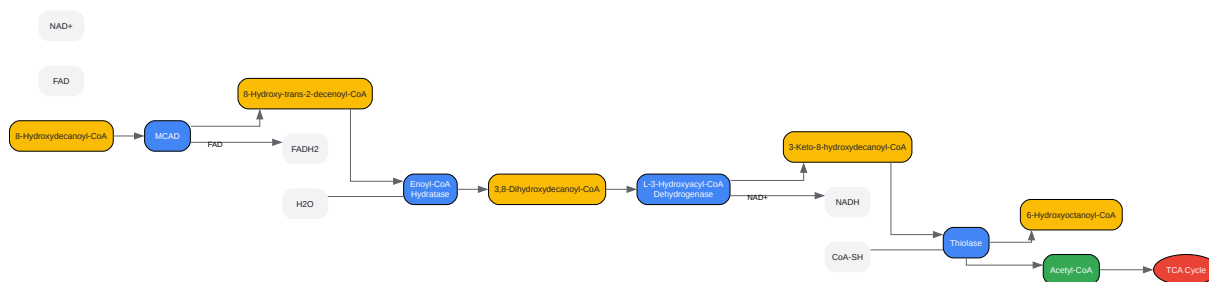 NAD+
FAD
8-Hydroxy-trans-2-decenoyl-CoA
8-Hydroxydecanoyl-CoA
MCAD
FAD
FADH2
3-Keto-8-hydroxydecanoyl-CoA
Enoyl-CoA
Hydratase
3,8-Dihydroxydecanoyl-CoA
L-3-Hydroxyacyl-CoA
Dehydrogenase
NAD+
NADH
H2O
6-Hydroxyoctanoyl-CoA
Thiolase
CoA-SH
Acetyl-CoA
TCA Cycle